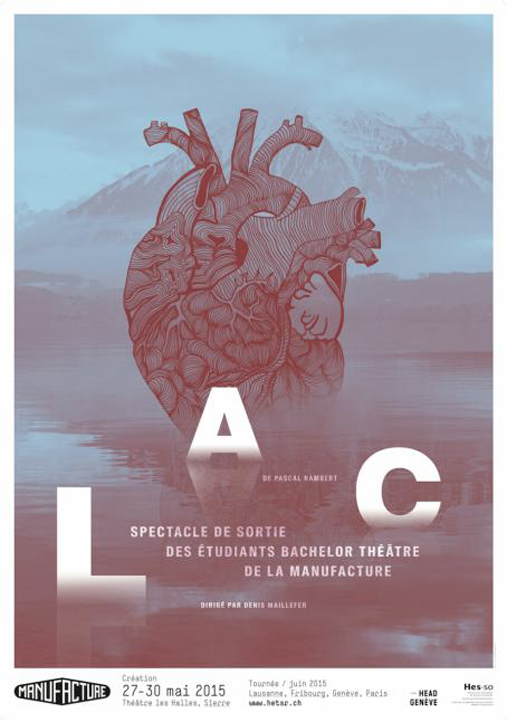 L A C
DE PASCAL RAMBERT
SPECTACLE DE SORTIE
DES ÉTUDIANTS BACHELOR THÉÂTRE
DE LA MANUFACTURE
DIRIGÉ PAR DENIS MAILLEFER
MANUFACTURE
Création
27-30 mai 2015
Théâtre les Halles, Sierre
Tournée / juin 2015
Lausanne, Fribourg, Genève, Paris
www.hetsr.ch
—HEAD
GENÈVE
Hes·so